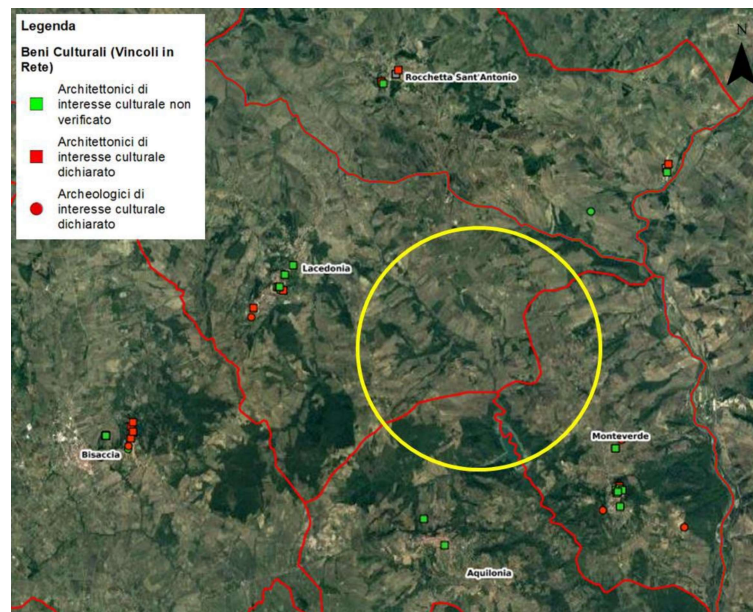 Legenda
Beni Culturali (Vincoli in
Rete)
Architettonici di
interesse culturale non
verificato
Architettonici di
interesse culturale
dichiarato
Archeologici di
interesse culturale
dichiarato
N
Rocchetta Sant'Antonio
Lacedonia
Monteverde
Bisaccia
Aquilonia